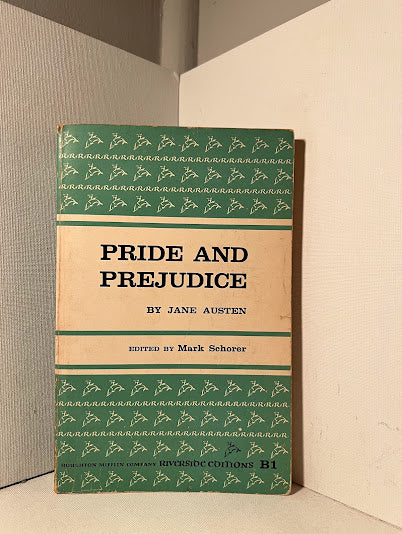 PRIDE AND
PREJUDICE
BY JANE AUSTEN
EDITED BY Mark Schorer
HOUGHTON MIFFLIN COMPANY RIVERSIDE EDITIONS B1